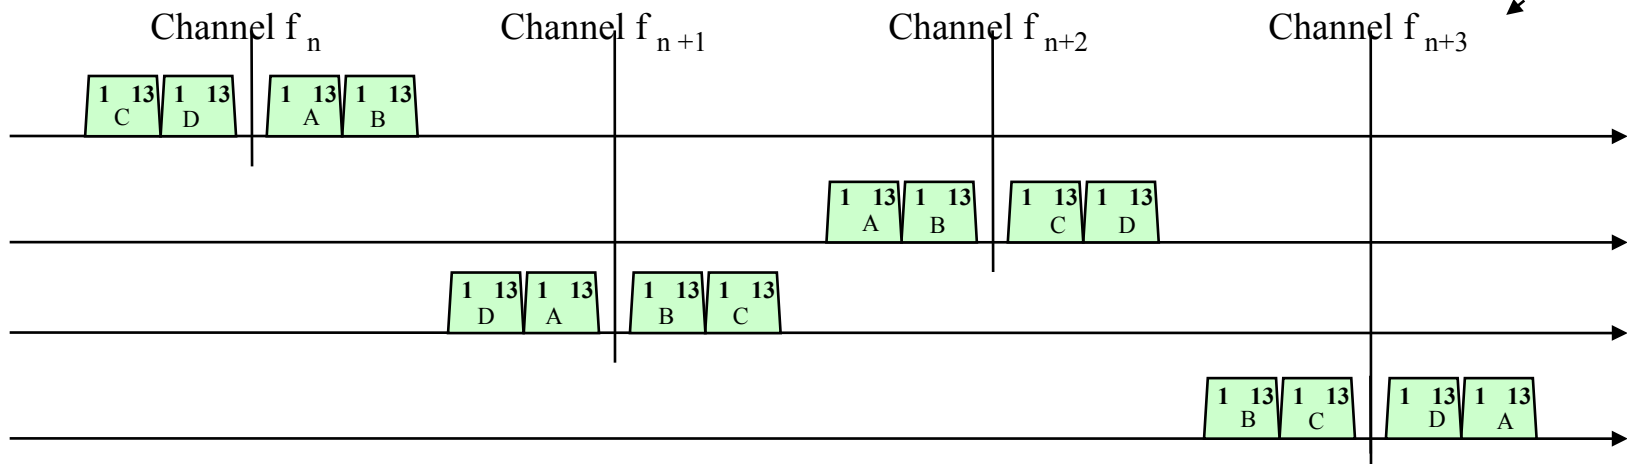 Channel f n Channel f n +1 Channel f n+2 Channel f n+3
1 13 1 13 1 13 1 13
C D A B
1 13 1 13 1 13 1 13
A B C D
1 13 1 13 1 13 1 13
D A B C
1 13 1 13 1 13 1 13
B C D A